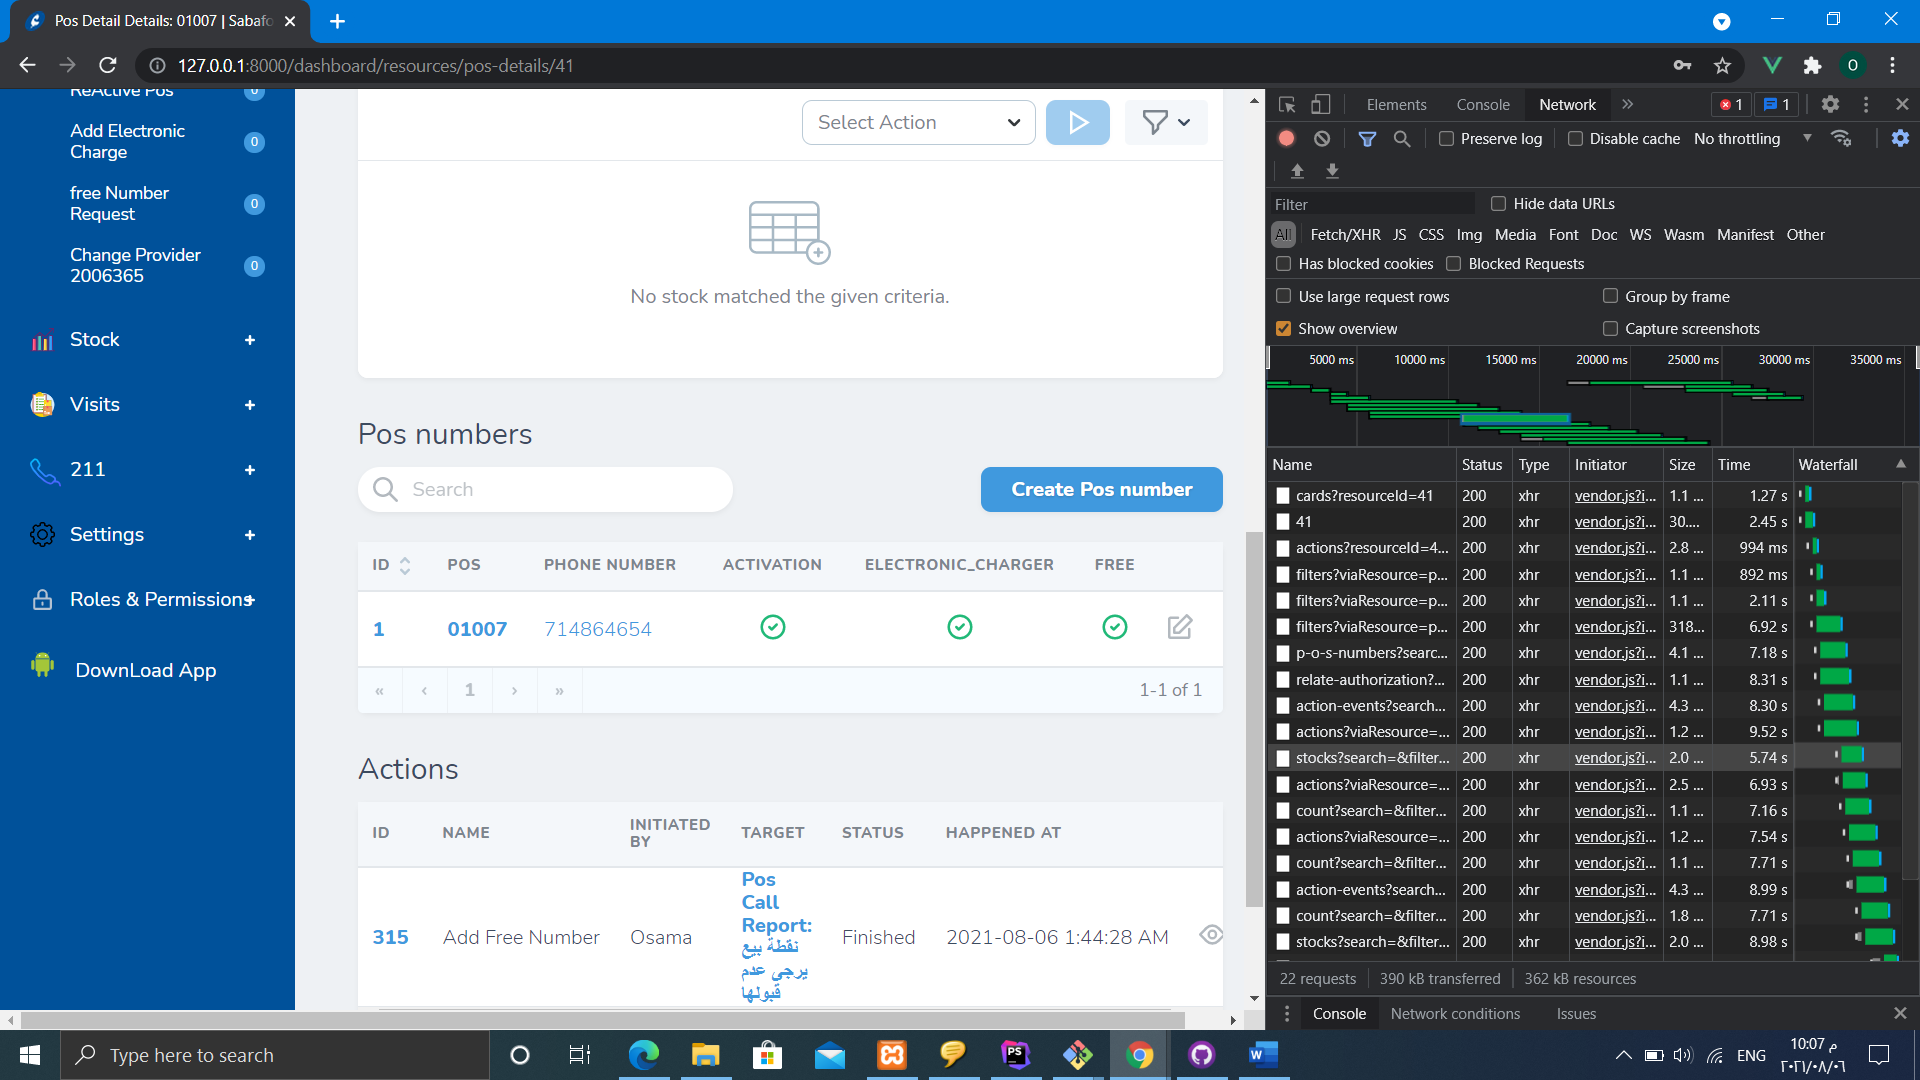 Pos Detail Details: 01007 | Sabafo
127.0.0.1:8000/dashboard/resources/pos-details/41
O
ReActive Pos
0
Add Electronic
Charge
0
free Number
Request
0
Change Provider
2006365
0
Stock
Visits
211
Settings
Roles & Permissions
DownLoad App
Select Action
No stock matched the given criteria.
Pos numbers
Search
Create Pos number
ID POS PHONE NUMBER ACTIVATION ELECTRONIC_CHARGER FREE
1 01007 714864654
« ‹ 1 › »
1-1 of 1
Actions
ID NAME INITIATED BY TARGET STATUS HAPPENED AT
315 Add Free Number Osama
Pos
Call
Report:
نقطة بيع
يرجى عدم
قبولها
Finished 2021-08-06 1:44:28 AM
Elements Console Network » 1 1
Preserve log Disable cache No throttling
Filter Hide data URLs
All Fetch/XHR JS CSS Img Media Font Doc WS Wasm Manifest Other
Has blocked cookies Blocked Requests
Use large request rows Group by frame
Show overview Capture screenshots
5000 ms 10000 ms 15000 ms 20000 ms 25000 ms 30000 ms 35000 ms
Name Status Type Initiator Size Time Waterfall
cards?resourceId=41 200 xhr vendor.js?i... 1.1 ... 1.27 s
41 200 xhr vendor.js?i... 30.... 2.45 s
actions?resourceId=4... 200 xhr vendor.js?i... 2.8 ... 994 ms
filters?viaResource=p... 200 xhr vendor.js?i... 1.1 ... 892 ms
filters?viaResource=p... 200 xhr vendor.js?i... 1.1 ... 2.11 s
filters?viaResource=p... 200 xhr vendor.js?i... 318... 6.92 s
p-o-s-numbers?searc... 200 xhr vendor.js?i... 4.1 ... 7.18 s
relate-authorization?... 200 xhr vendor.js?i... 1.1 ... 8.31 s
action-events?search... 200 xhr vendor.js?i... 4.3 ... 8.30 s
actions?viaResource=... 200 xhr vendor.js?i... 1.2 ... 9.52 s
stocks?search=&filter... 200 xhr vendor.js?i... 2.0 ... 5.74 s
actions?viaResource=... 200 xhr vendor.js?i... 2.5 ... 6.93 s
count?search=&filter... 200 xhr vendor.js?i... 1.1 ... 7.16 s
actions?viaResource=... 200 xhr vendor.js?i... 1.2 ... 7.54 s
count?search=&filter... 200 xhr vendor.js?i... 1.1 ... 7.71 s
action-events?search... 200 xhr vendor.js?i... 4.3 ... 8.99 s
count?search=&filter... 200 xhr vendor.js?i... 1.8 ... 7.71 s
stocks?search=&filter... 200 xhr vendor.js?i... 2.0 ... 8.98 s
22 requests 390 kB transferred 362 kB resources
Console Network conditions Issues
Type here to search
PS
ENG
10:07 م
٢٠٢١/٠٨/٠٦